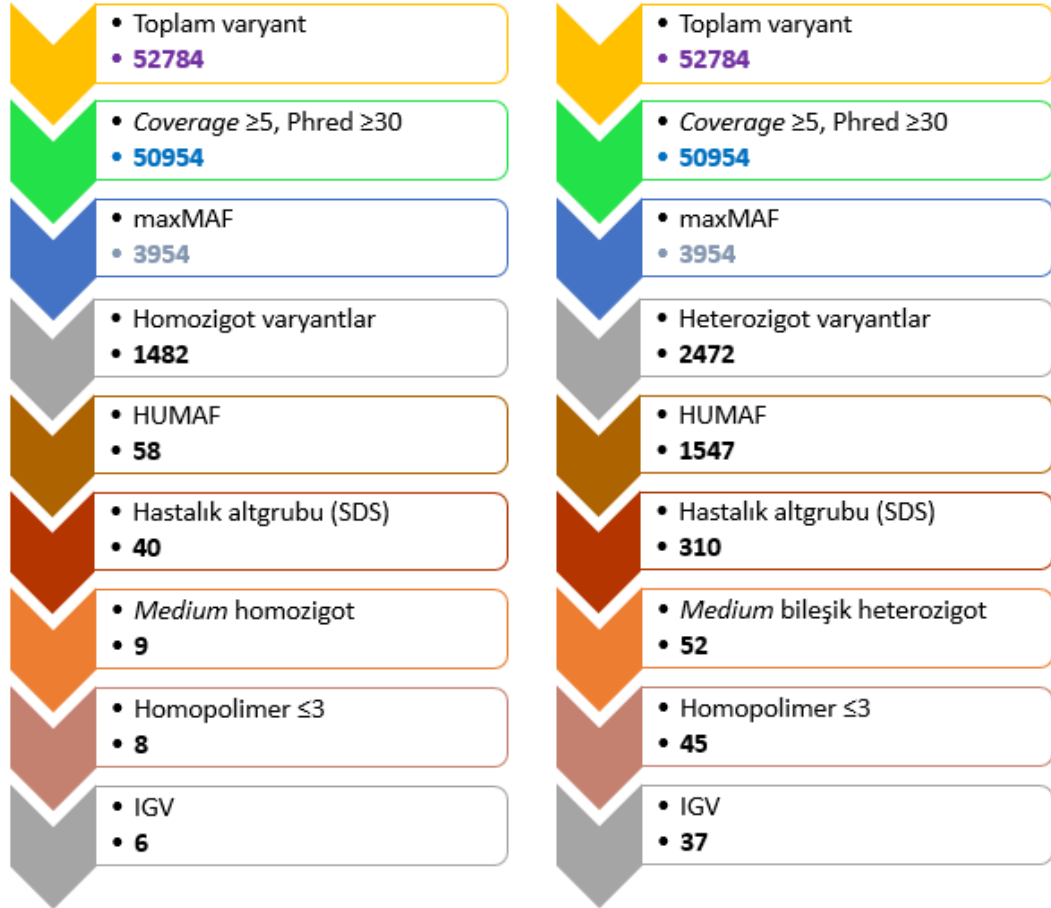 • Toplam varyant
• 52784
• Coverage ≥5, Phred ≥30
• 50954
• maxMAF
• 3954
• Homozigot varyantlar
• 1482
• HUMAF
• 58
• Hastalık altgrubu (SDS)
• 40
• Medium homozigot
• 9
• Homopolimer ≤3
• 8
• IGV
• 6
• Toplam varyant
• 52784
• Coverage ≥5, Phred ≥30
• 50954
• maxMAF
• 3954
• Heterozigot varyantlar
• 2472
• HUMAF
• 1547
• Hastalık altgrubu (SDS)
• 310
• Medium bileşik heterozigot
• 52
• Homopolimer ≤3
• 45
• IGV
• 37